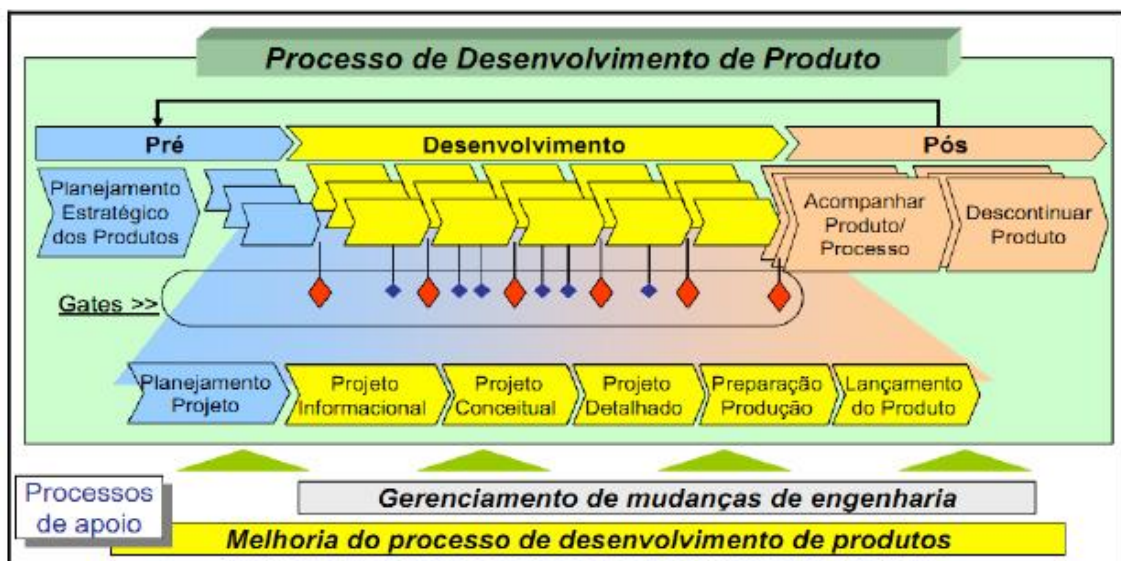 Processo de Desenvolvimento de Produto
Pré
Desenvolvimento
Pós
Planejamento
Estratégico
dos Produtos
Acompanhar
Produto/
Processo
Descontinuar
Produto
Gates >>
Planejamento
Projeto
Projeto
Informacional
Projeto
Conceitual
Projeto
Detalhado
Preparação
Produção
Lançamento
do Produto
Processos
de apoio
Gerenciamento de mudanças de engenharia
Melhoria do processo de desenvolvimento de produtos